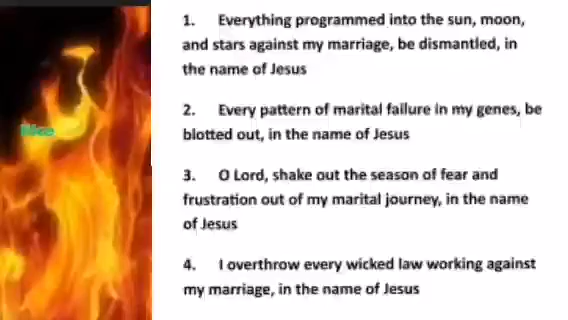 1. Everything programmed into the sun, moon,
and stars against my marriage, be dismantled, in
the name of Jesus
2. Every pattern of marital failure in my genes, be
blotted out, in the name of Jesus
3. O Lord, shake out the season of fear and
frustration out of my marital journey, in the name
of Jesus
4. I overthrow every wicked law working against
my marriage, in the name of Jesus